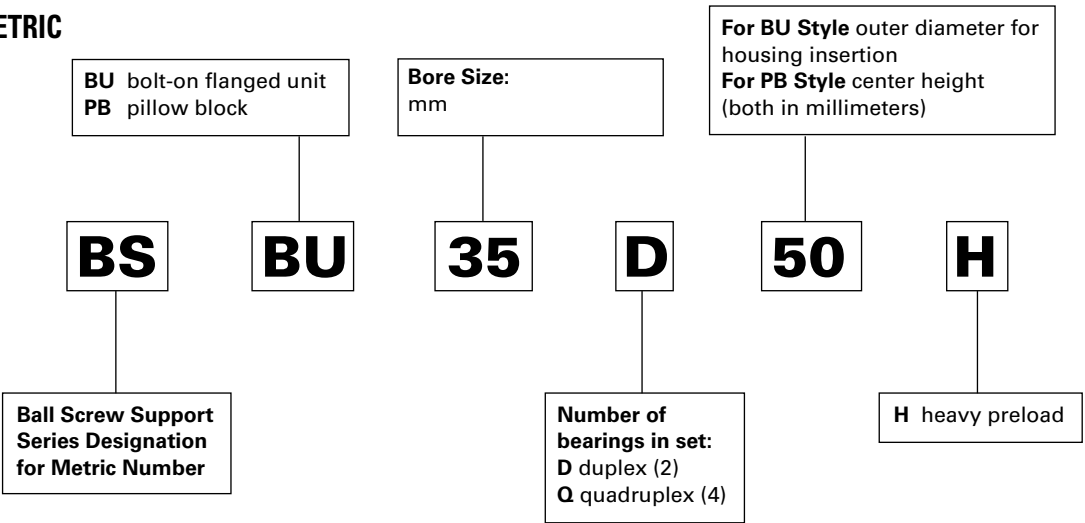 ETRIC
BU bolt-on flanged unit
PB pillow block
Bore Size:
mm
For BU Style outer diameter for
housing insertion
For PB Style center height
(both in millimeters)
BS BU 35 D 50 H
Ball Screw Support
Series Designation
for Metric Number
Number of
bearings in set:
D duplex (2)
Q quadruplex (4)
H heavy preload